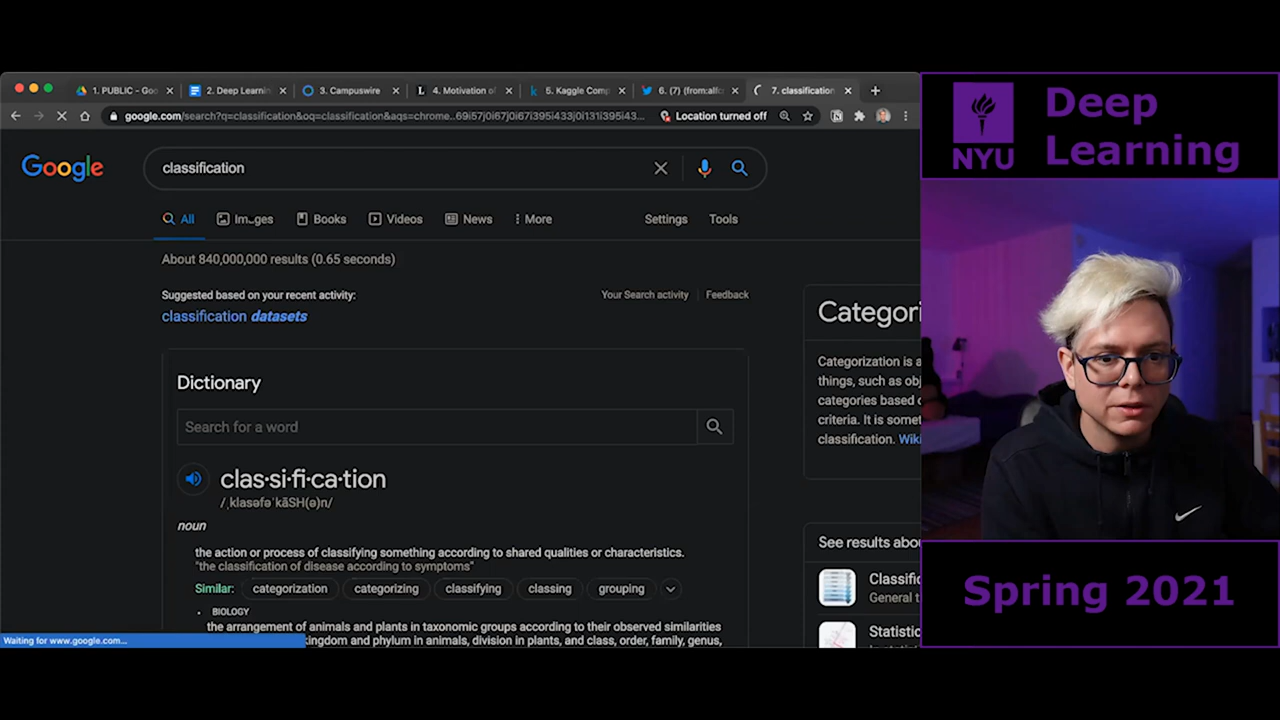 1. PUBLIC - Goo
2. Deep Learnin
3. Campuswire
4. Motivation of
5. Kaggle Comp
6. (7) (from:alfc
7. classification
google.com/search?q=classification&oq=classification&aqs=chrome..69i57j0i67j0i67i395i433j0i131i395i43...
Location turned off
Google
classification
All
Images
Books
Videos
News
More
Settings
Tools
About 840,000,000 results (0.65 seconds)
Suggested based on your recent activity:
Your Search activity
Feedback
classification datasets
Dictionary
Search for a word
clas·si·fi·ca·tion
/ˌklasəfəˈkāSH(ə)n/
noun
the action or process of classifying something according to shared qualities or characteristics.
"the classification of disease according to symptoms"
Similar:
categorization
categorizing
classifying
classing
grouping
BIOLOGY
the arrangement of animals and plants in taxonomic groups according to their observed similarities
kingdom and phylum in animals, division in plants, and class, order, family, genus,
Waiting for www.google.com...
Categori
Categorization is a
things, such as obj
categories based o
criteria. It is somet
classification. Wiki
See results abou
Classific
General t
Statistic
NYU
Deep
Learning
Spring 2021